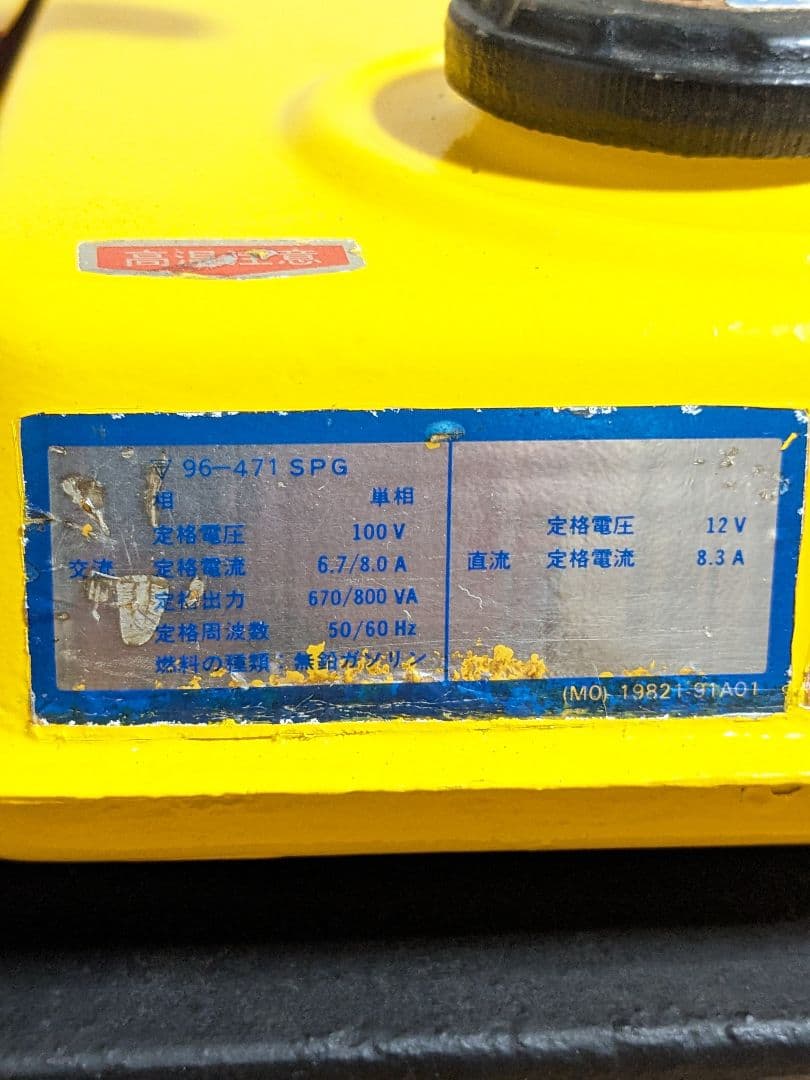 高温注意
▽ 96-471 SPG
相 単相
定格電圧 100 V
交流 定格電流 6.7/8.0 A
定格出力 670/800 VA
定格周波数 50/60 Hz
燃料の種類：無鉛ガソリン
定格電圧 12 V
直流 定格電流 8.3 A
(MO) 19821-91A01